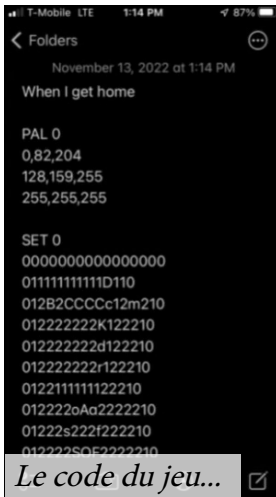 T-Mobile LTE 1:14 PM 87%
Folders
November 13, 2022 at 1:14 PM
When I get home
PAL 0
0,82,204
128,159,255
255,255,255
SET 0
0000000000000000
011111111111D110
012B2CCCCc12m210
012222222K122210
012222222d122210
012222222r122210
0122111111122210
012222oAa2222210
01222s222f222210
012222SOF2222210
Le code du jeu...